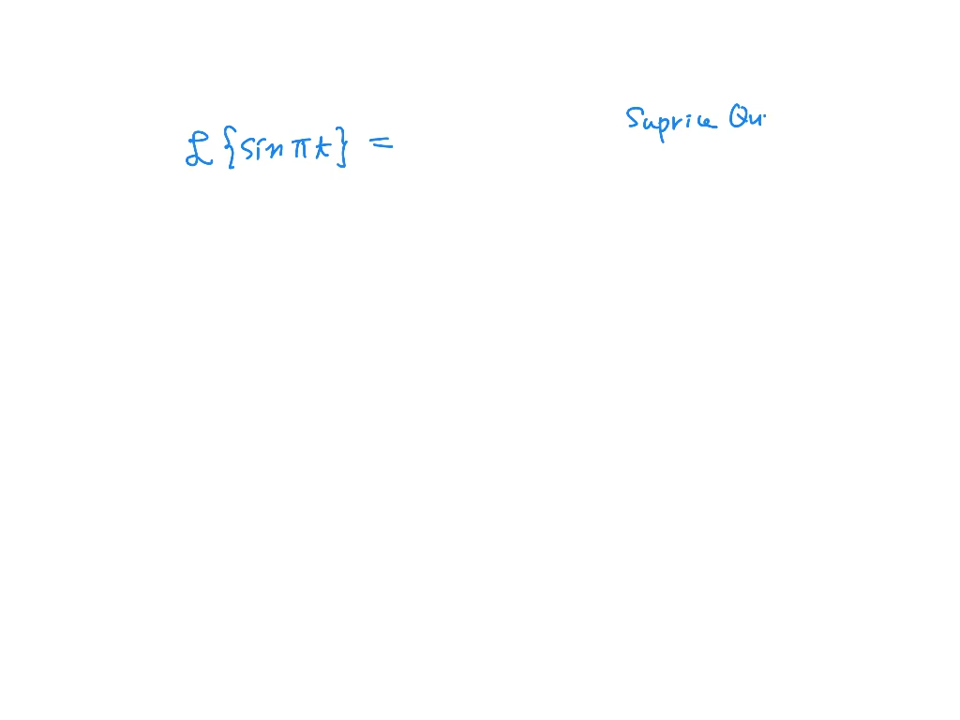 £{sin πt} =
Suprice Qu